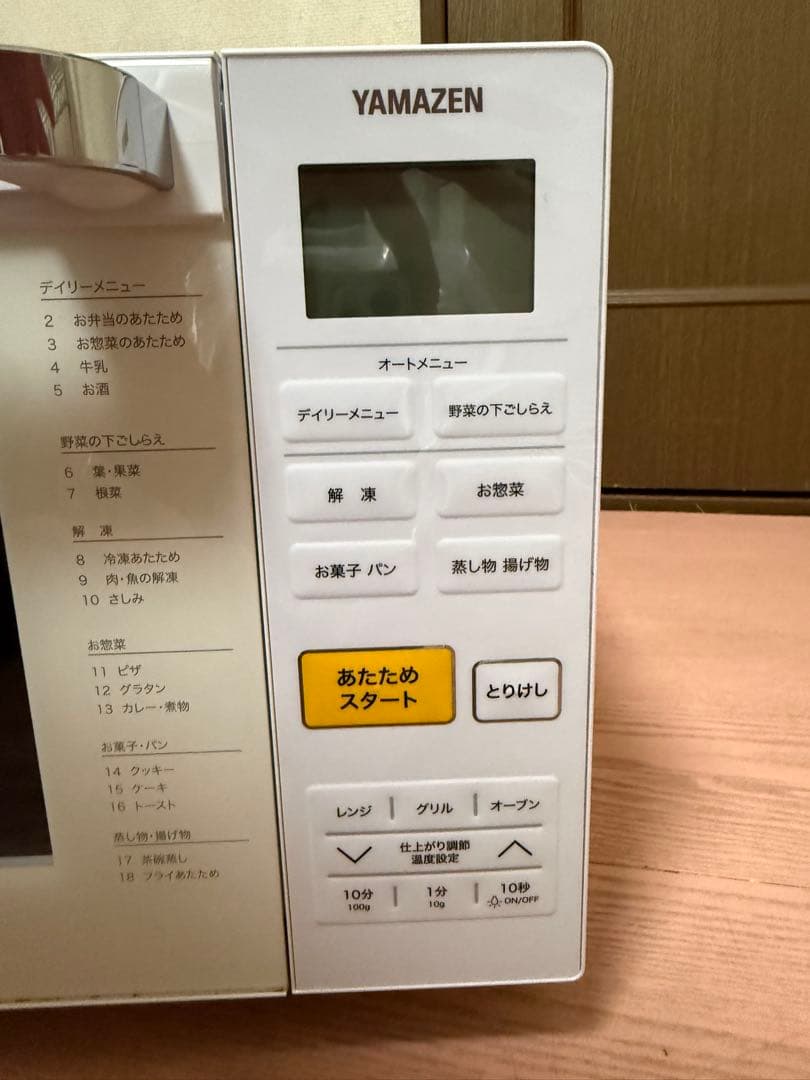 YAMAZEN
デイリーメニュー
2 お弁当のあたため
3 お惣菜のあたため
4 牛乳
5 お酒
野菜の下ごしらえ
6 葉・果菜
7 根菜
解 凍
8 冷凍あたため
9 肉・魚の解凍
10 さしみ
お惣菜
11 ピザ
12 グラタン
13 カレー・煮物
お菓子・パン
14 クッキー
15 ケーキ
16 トースト
蒸し物・揚げ物
17 茶碗蒸し
18 フライあたため
オートメニュー
デイリーメニュー 野菜の下ごしらえ
解 凍 お惣菜
お菓子 パン 蒸し物 揚げ物
あたため
スタート
とりけし
レンジ グリル オーブン
仕上がり調節
温度設定
10分 1分 10秒
100g 10g ON/OFF